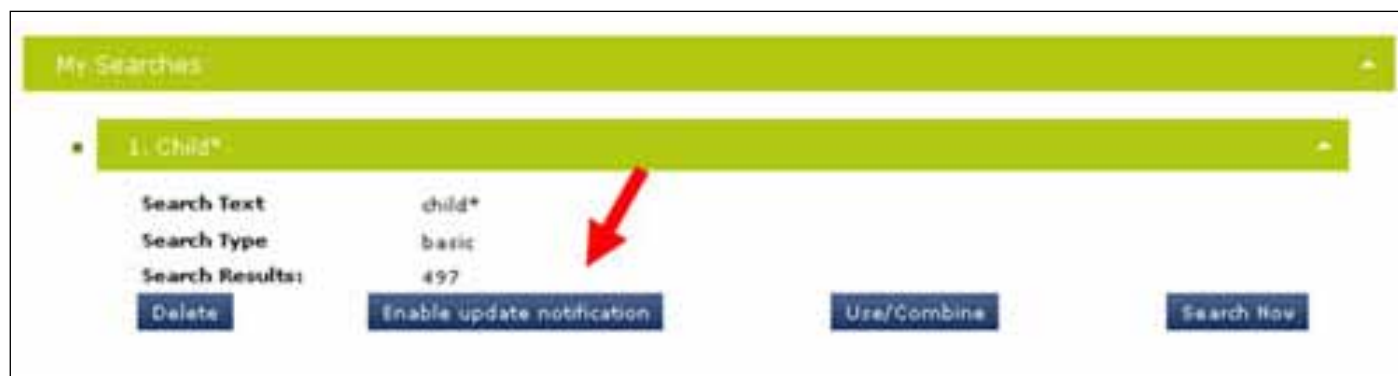 My Searches
1. Child*
Search Text child*
Search Type basic
Search Results: 497
Delete Enable update notification Use/Combine Search Now